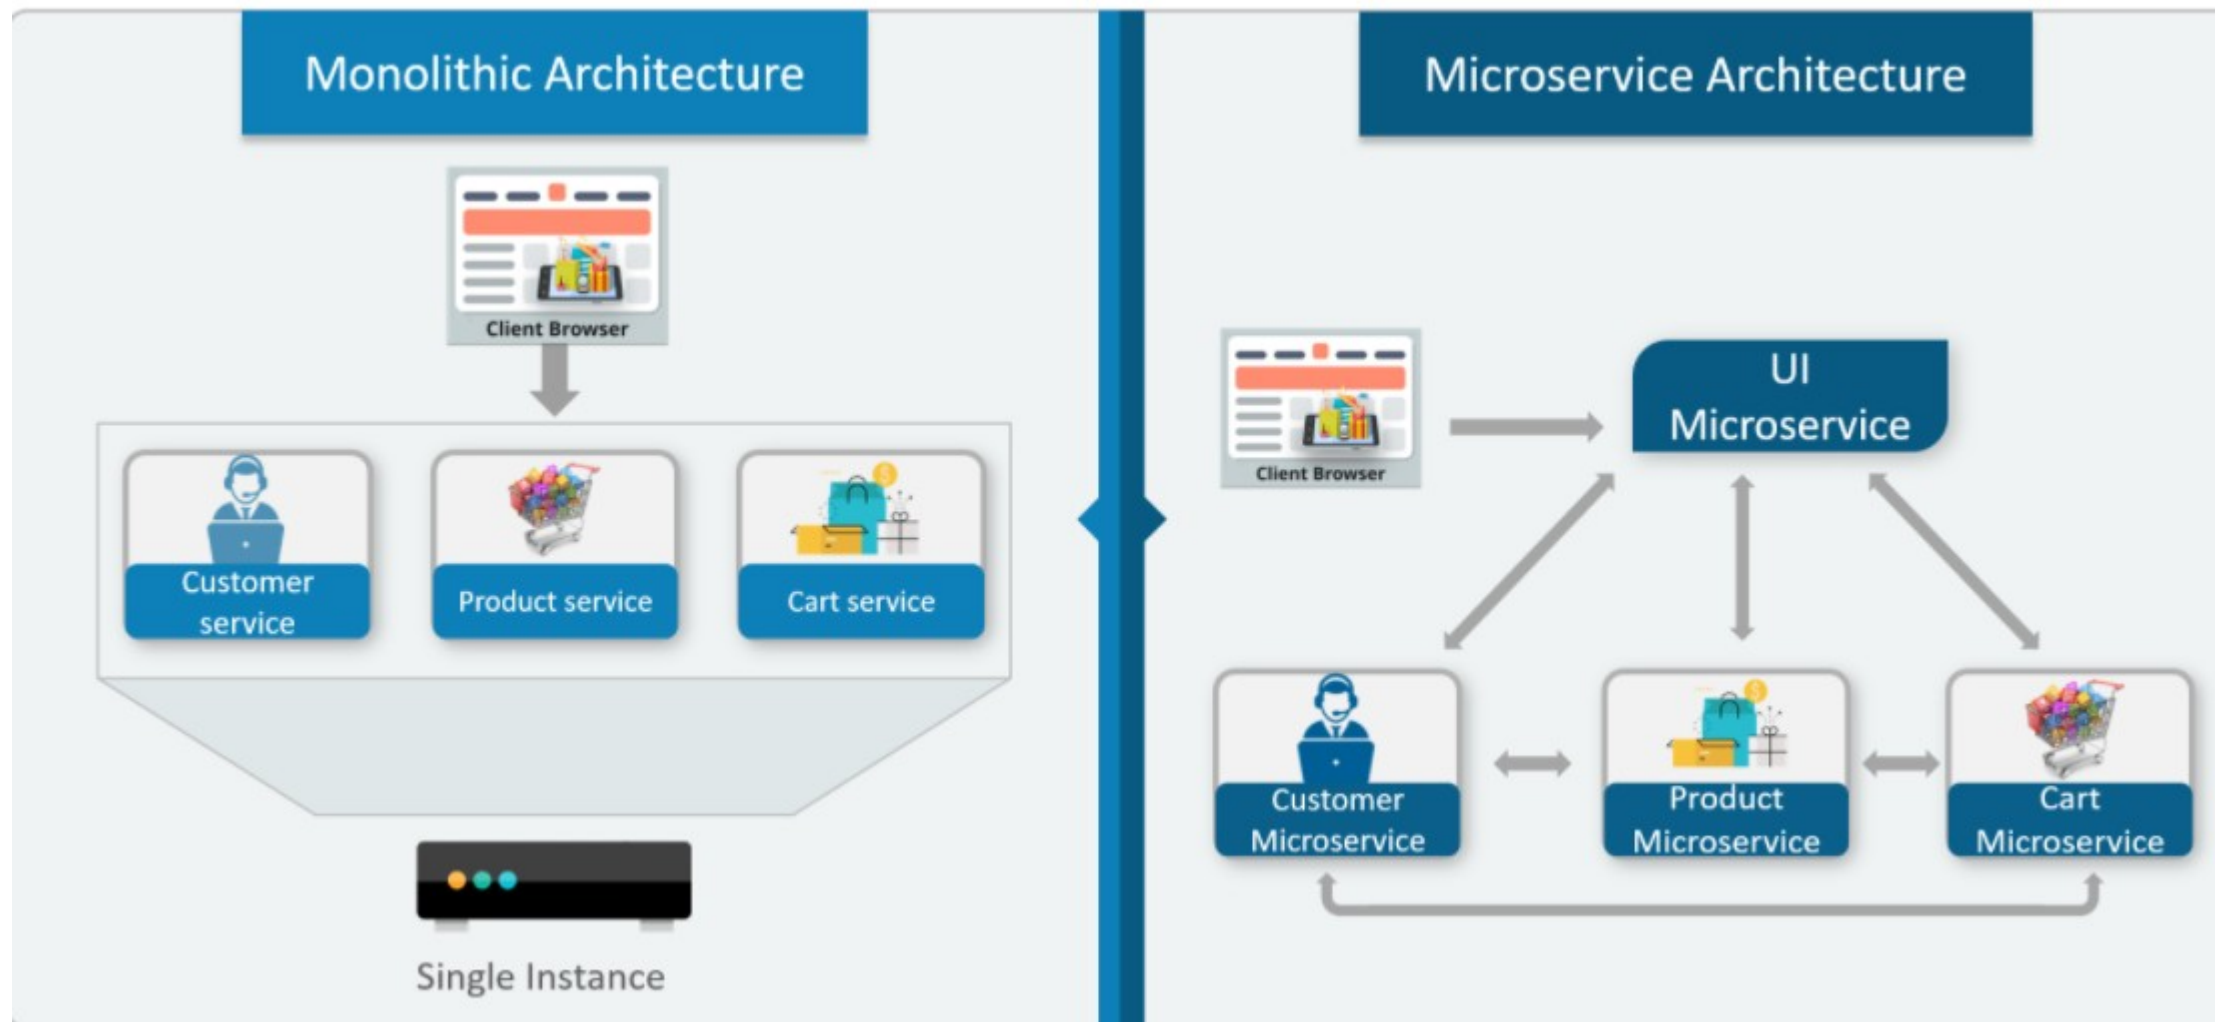 Monolithic Architecture
Client Browser
Customer
service
Product service
Cart service
Single Instance
Microservice Architecture
Client Browser
UI
Microservice
Customer
Microservice
Product
Microservice
Cart
Microservice